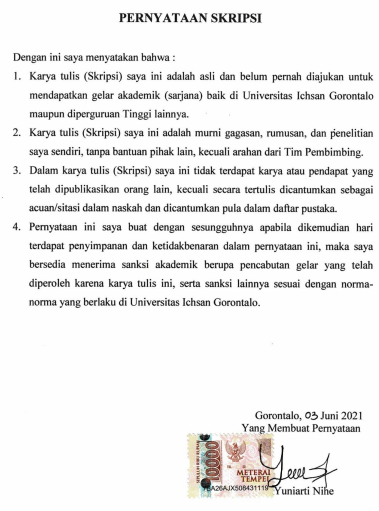 PERNYATAAN SKRIPSI
Dengan ini saya menyatakan bahwa :
1. Karya tulis (Skripsi) saya ini adalah asli dan belum pernah diajukan untuk
mendapatkan gelar akademik (sarjana) baik di Universitas Ichsan Gorontalo
maupun diperguruan Tinggi lainnya.
2. Karya tulis (Skripsi) saya ini adalah murni gagasan, rumusan, dan penelitian
saya sendiri, tanpa bantuan pihak lain, kecuali arahan dari Tim Pembimbing.
3. Dalam karya tulis (Skripsi) saya ini tidak terdapat karya atau pendapat yang
telah dipublikasikan orang lain, kecuali secara tertulis dicantumkan sebagai
acuan/sitasi dalam naskah dan dicantumkan pula dalam daftar pustaka.
4. Pernyataan ini saya buat dengan sesungguhnya apabila dikemudian hari
terdapat penyimpanan dan ketidakbenaran dalam pernyataan ini, maka saya
bersedia menerima sanksi akademik berupa pencabutan gelar yang telah
diperoleh karena karya tulis ini, serta sanksi lainnya sesuai dengan norma-
norma yang berlaku di Universitas Ichsan Gorontalo.
Gorontalo, 03 Juni 2021
Yang Membuat Pernyataan
10000
METERAI
TEMPEL
Yuniarti Nihe